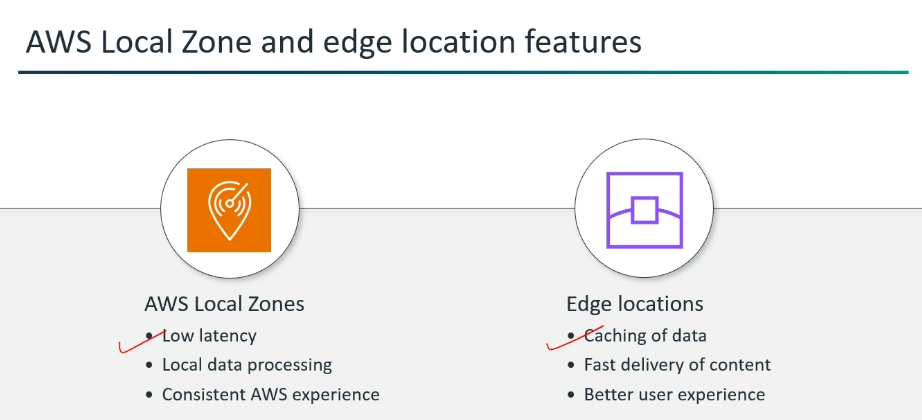 AWS Local Zone and edge location features
AWS Local Zones
• Low latency
• Local data processing
• Consistent AWS experience
Edge locations
• Caching of data
• Fast delivery of content
• Better user experience